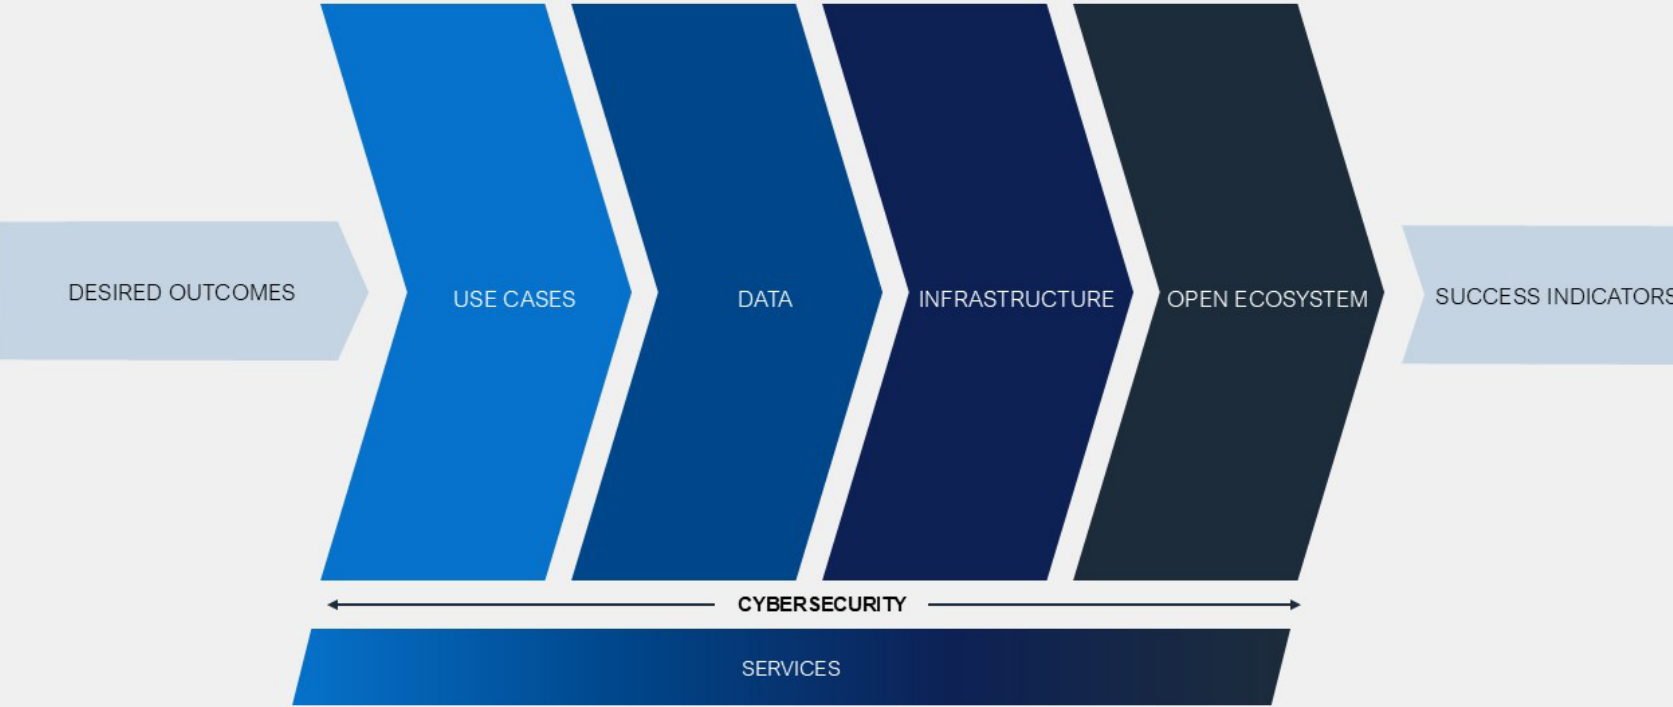 DESIRED OUTCOMES
USE CASES
DATA
INFRASTRUCTURE
OPEN ECOSYSTEM
SUCCESS INDICATORS
CYBERSECURITY
SERVICES